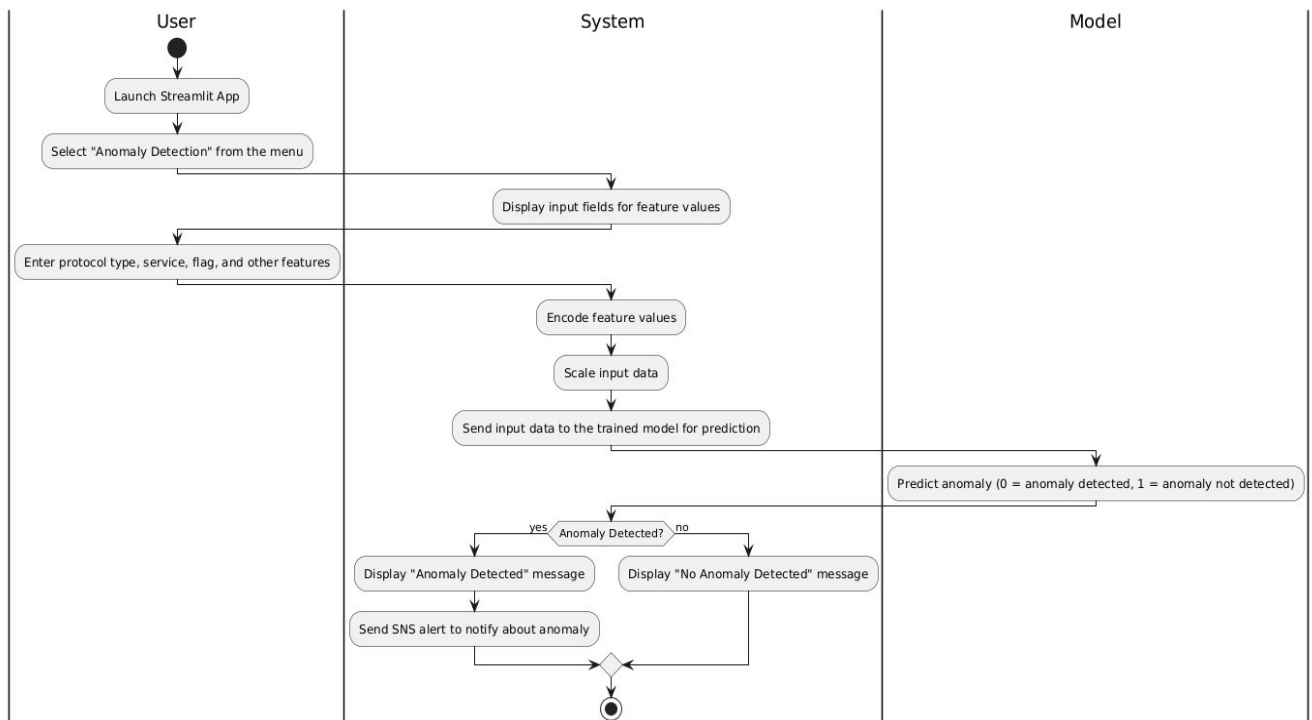 User
System
Model
Launch Streamlit App
Select "Anomaly Detection" from the menu
Display input fields for feature values
Enter protocol type, service, flag, and other features
Encode feature values
Scale input data
Send input data to the trained model for prediction
Predict anomaly (0 = anomaly detected, 1 = anomaly not detected)
yes
Anomaly Detected?
no
Display "Anomaly Detected" message
Display "No Anomaly Detected" message
Send SNS alert to notify about anomaly